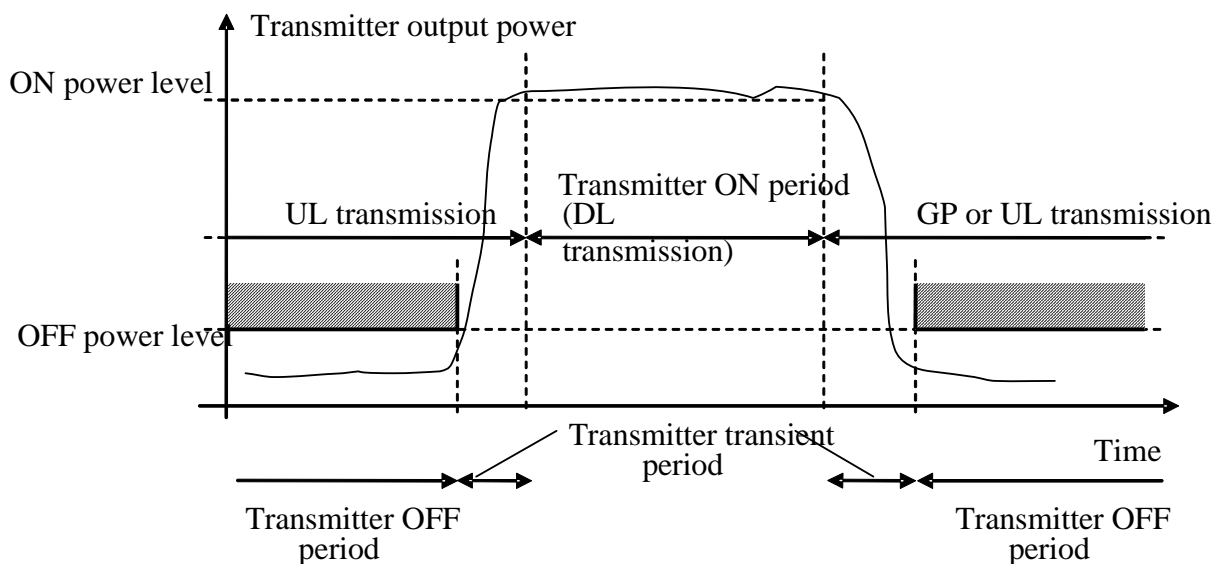 Transmitter output power
ON power level
Transmitter ON period
UL transmission
(DL
transmission)
GP or UL transmission
OFF power level
Transmitter transient
period
Time
Transmitter OFF
period
Transmitter OFF
period